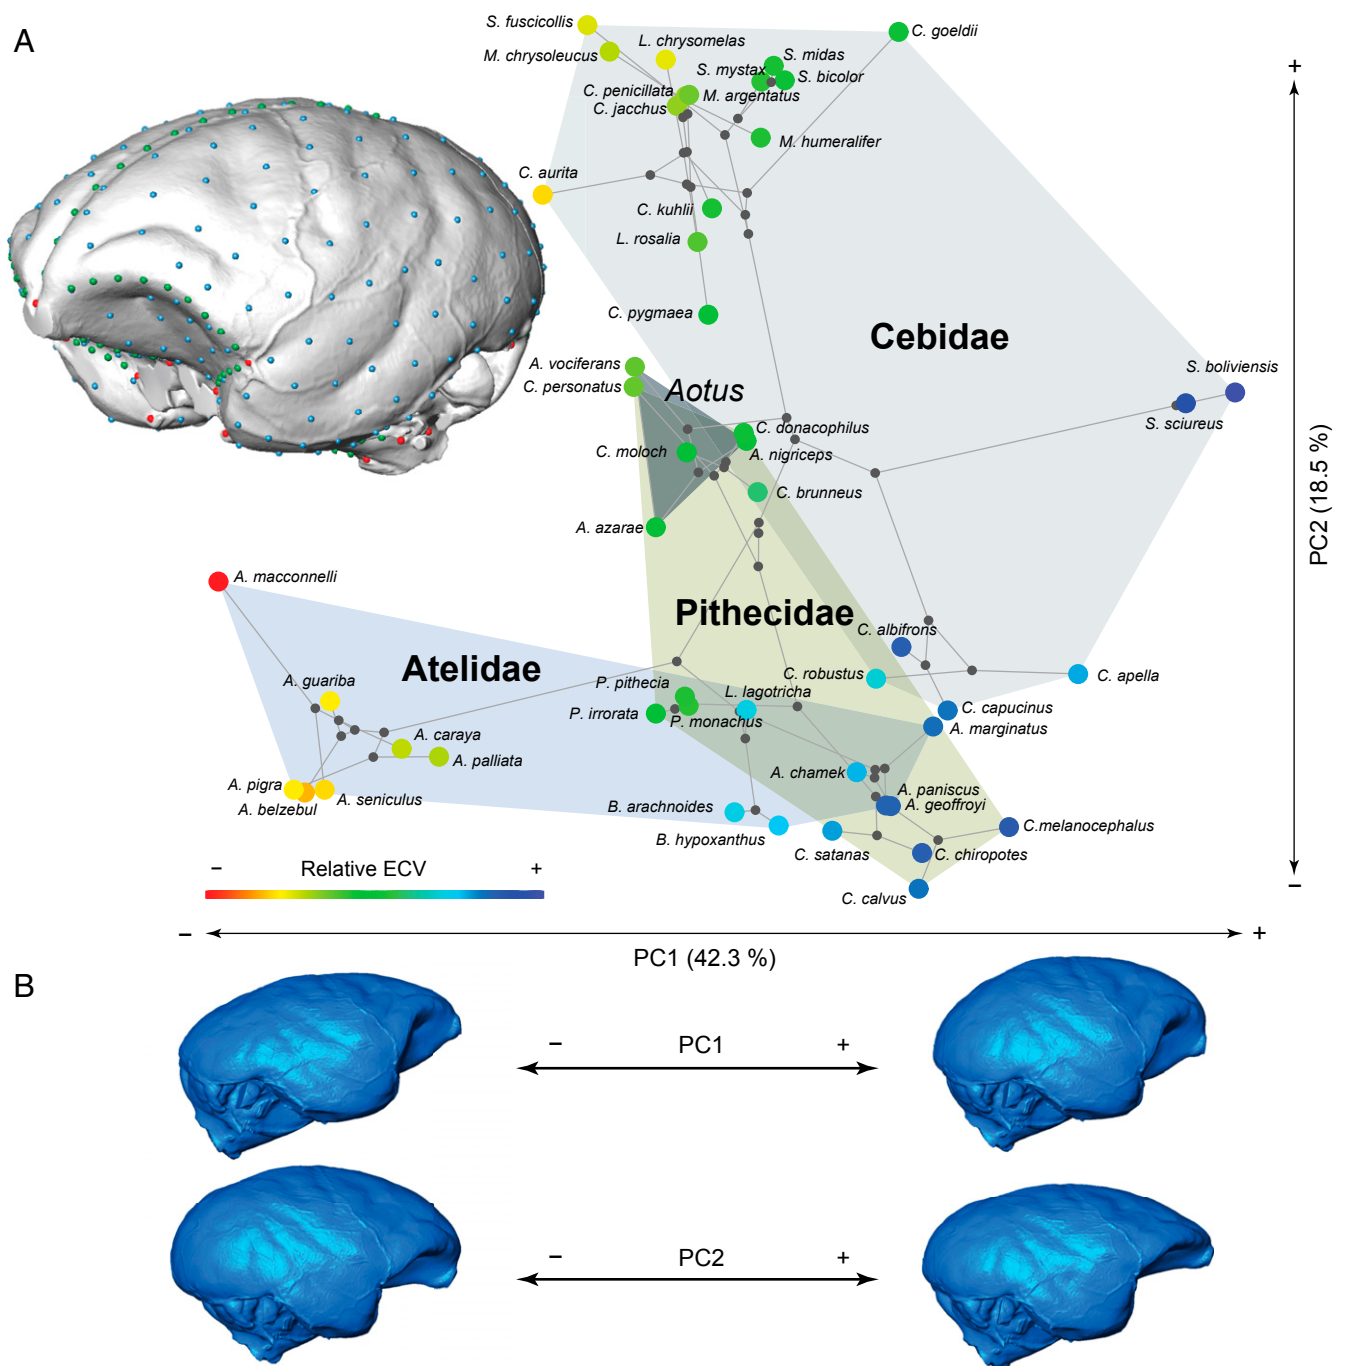 A
S. fuscicollis
C. goeldii
M. chrysoleucus
L. chrysomelas
S. midas
S. mystax
S. bicolor
C. penicillata
M. argentatus
C. jacchus
M. humeralifer
C. aurita
C. kuhlii
L. rosalia
C. pygmaea
Cebidae
A. vociferans
C. personatus
Aotus
S. boliviensis
S. sciureus
C. donacophilus
C. moloch
A. nigriceps
C. brunneus
A. azarae
+
PC2 (18.5 %)
–
A. macconnelli
Pithecidae
C. albifrons
Atelidae
A. guariba
P. pithecia
L. lagotricha
C. robustus
C. apella
P. irrorata
P. monachus
C. capucinus
A. marginatus
A. caraya
A. palliata
A. chamek
A. pigra
A. belzebul
A. seniculus
B. arachnoides
A. paniscus
A. geoffroyi
B. hypoxanthus
C. satanas
C.melanocephalus
C. chiropotes
C. calvus
– Relative ECV +
– +
PC1 (42.3 %)
B
– PC1 +
– PC2 +